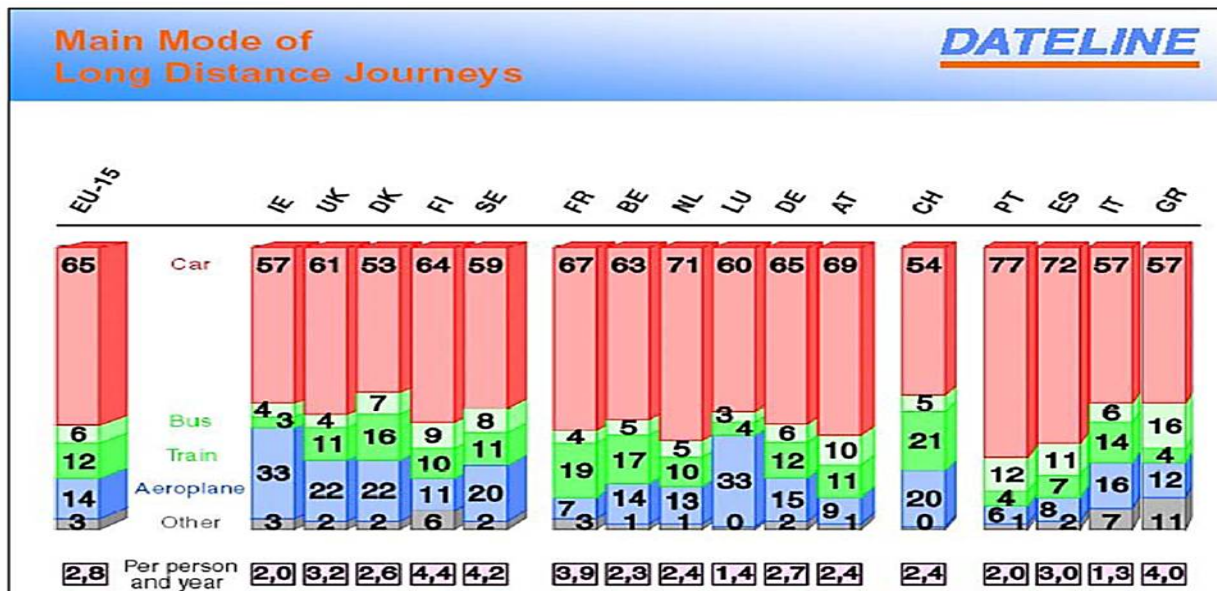 Main Mode of
Long Distance Journeys
DATELINE
EU-15 IE UK DK FI SE FR BE NL LU DE AT CH PT ES IT GR
65 Car 57 61 53 64 59 67 63 71 60 65 69 54 77 72 57 57
6 Bus 4 4 7 9 8 4 5 5 3 6 10 5 12 11 6 16
12 Train 3 11 16 10 11 19 17 10 4 12 11 21 4 7 14 4
14 Aeroplane 33 22 22 11 20 7 14 13 33 15 9 20 6 8 16 12
3 Other 3 2 2 6 2 3 1 1 0 2 1 0 1 2 7 11
2,8 Per person
and year 2,0 3,2 2,6 4,4 4,2 3,9 2,3 2,4 1,4 2,7 2,4 2,4 2,0 3,0 1,3 4,0